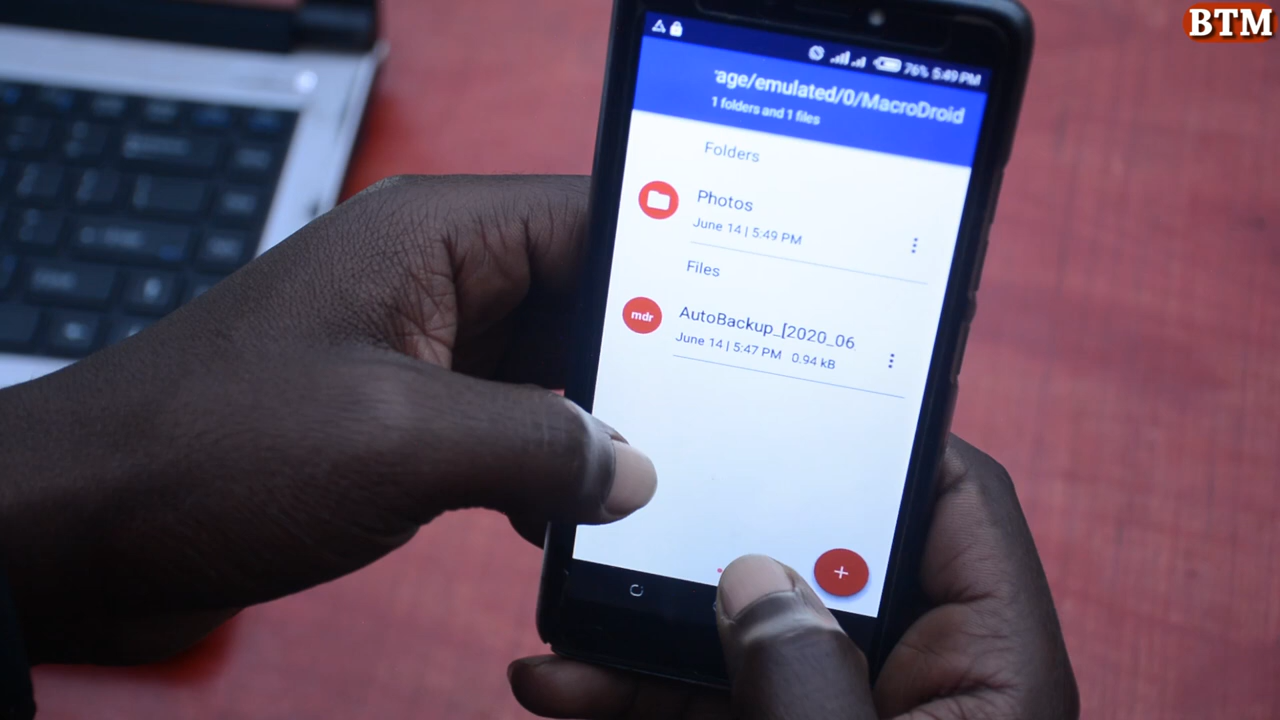 BTM
76% 5:49 PM
age/emulated/0/MacroDroid
1 folders and 1 files
Folders
Photos
June 14 | 5:49 PM
Files
mdr
AutoBackup_[2020_06
June 14 | 5:47 PM 0.94 kB
+